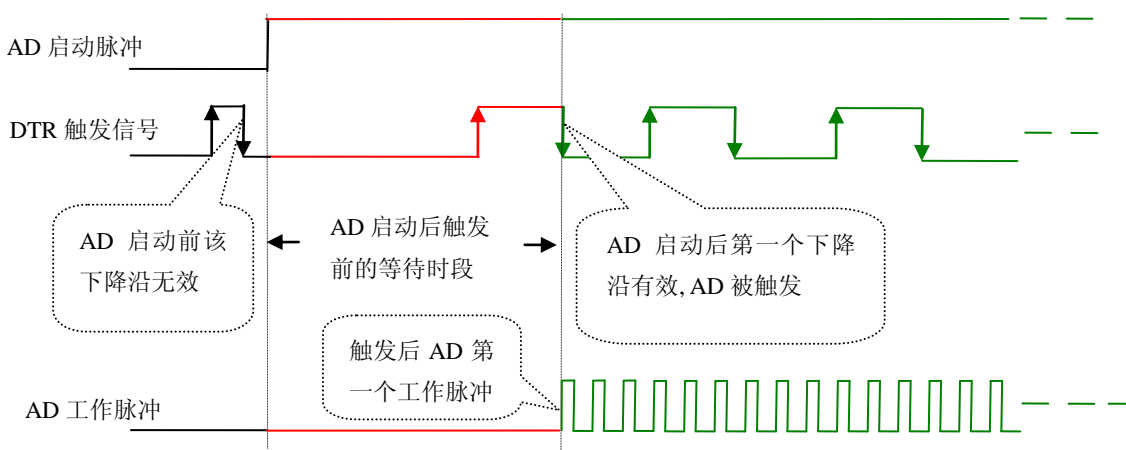 AD 启动脉冲
DTR 触发信号
AD 启动前该
下降沿无效
AD 启动后触发
前的等待时段
AD 启动后第一个下降
沿有效, AD 被触发
触发后 AD 第
一个工作脉冲
AD 工作脉冲